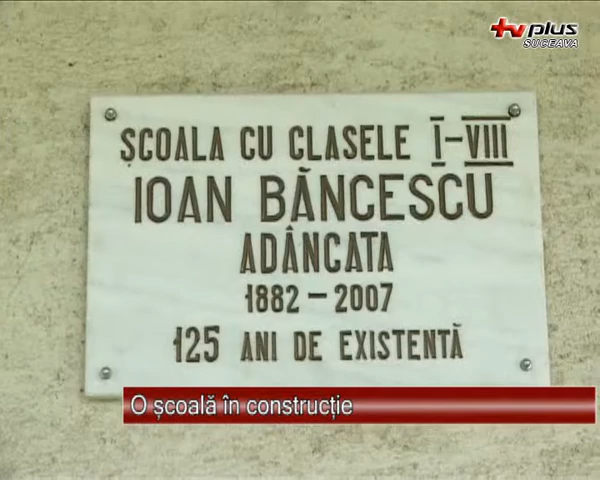 tv plus
SUCEAVA
ȘCOALA CU CLASELE I-VIII
IOAN BĂNCESCU
ADÂNCATA
1882 – 2007
125 ANI DE EXISTENTĂ
O școală în construcție